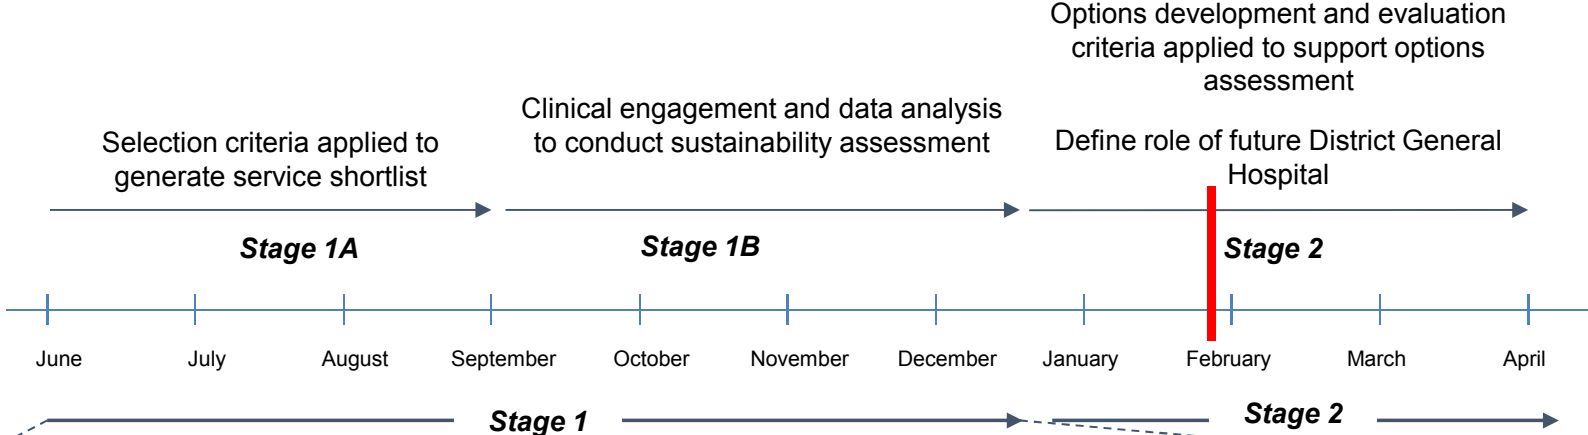 Options development and evaluation
criteria applied to support options
assessment
Clinical engagement and data analysis
to conduct sustainability assessment
Selection criteria applied to
generate service shortlist
Define role of future District General
Hospital
Stage 1A
Stage 1B
Stage 2
June
July
August
September
October
November
December
January
February
March
April
Stage 1
Stage 2